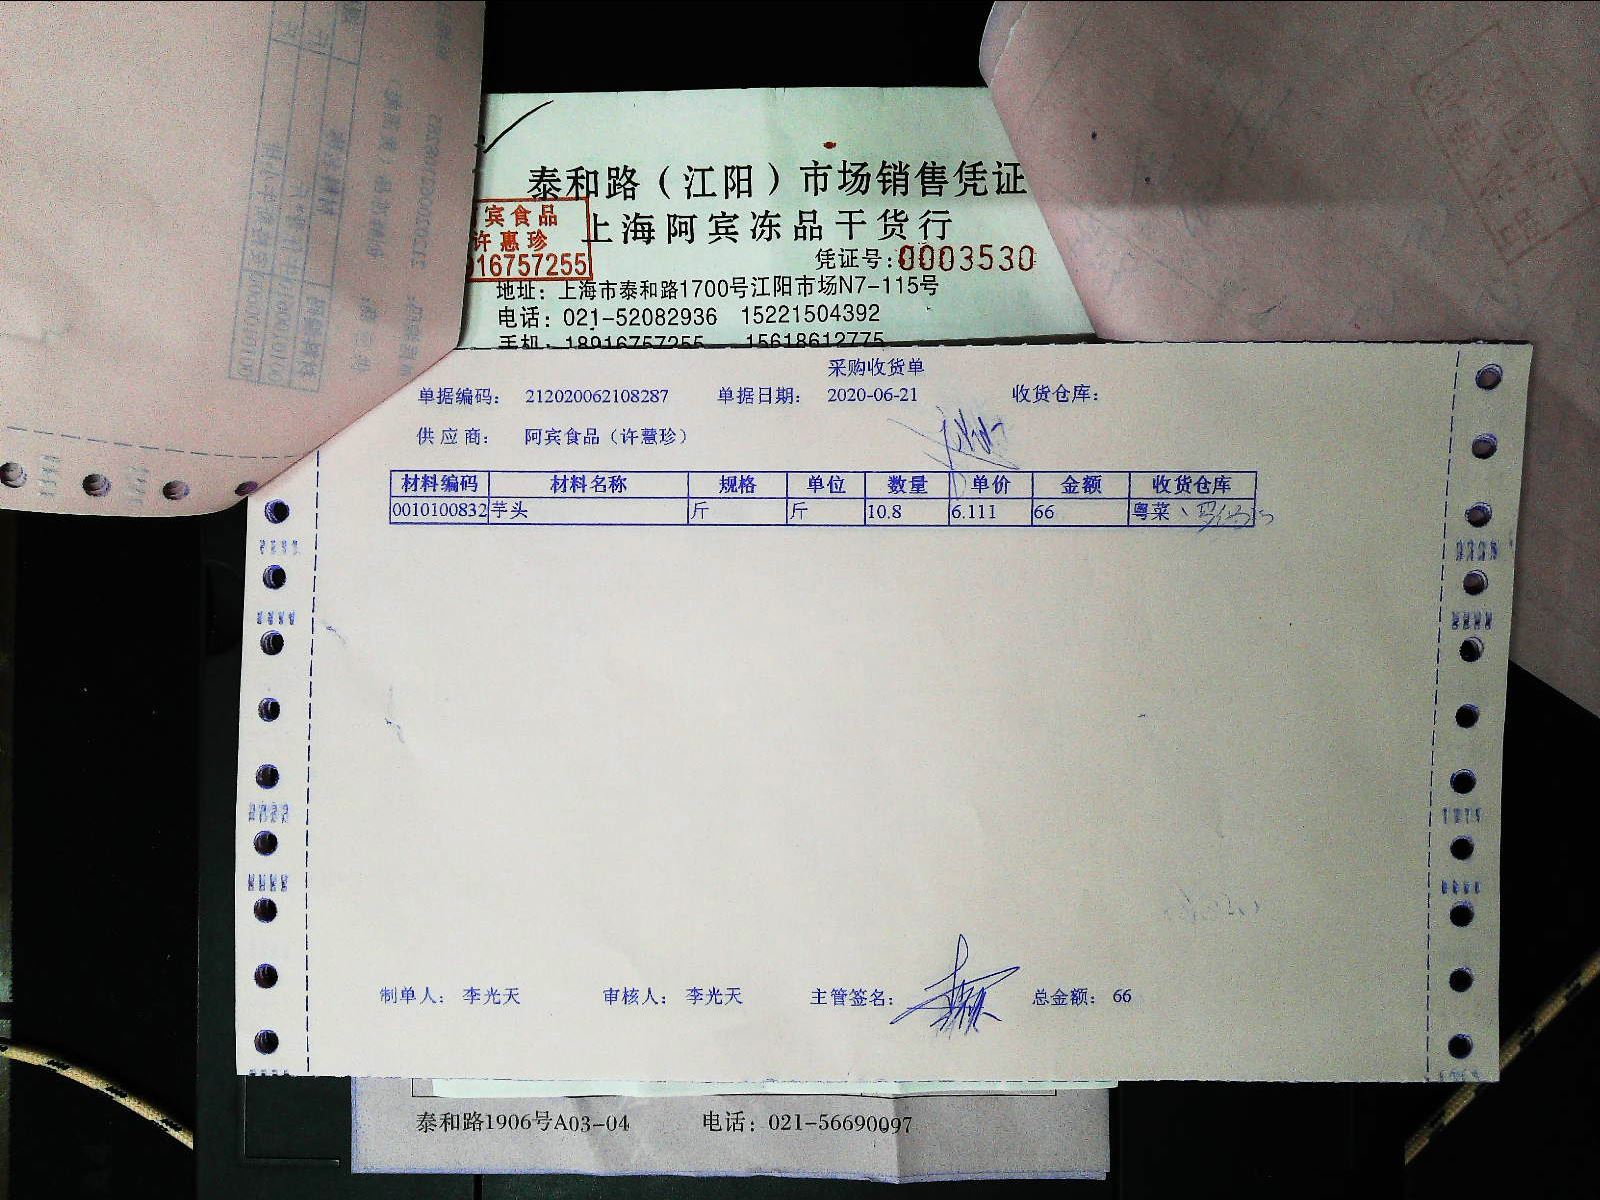 泰和路（江阳）市场销售凭证
上海阿宾冻品干货行
宾食品
许惠珍
16757255
凭证号：0003530
地址：上海市泰和路1700号江阳市场N7-115号
电话：021-52082936 15221504392
手机：18916757255 15618612775
采购收货单
单据编码： 212020062108287 单据日期： 2020-06-21 收货仓库：
供应商： 阿宾食品（许慧珍）
材料编码 材料名称 规格 单位 数量 单价 金额 收货仓库
0010100832 芋头 斤 斤 10.8 6.111 66 粤菜
制单人： 李光天 审核人： 李光天 主管签名： 总金额： 66
泰和路1906号A03-04 电话：021-56690097